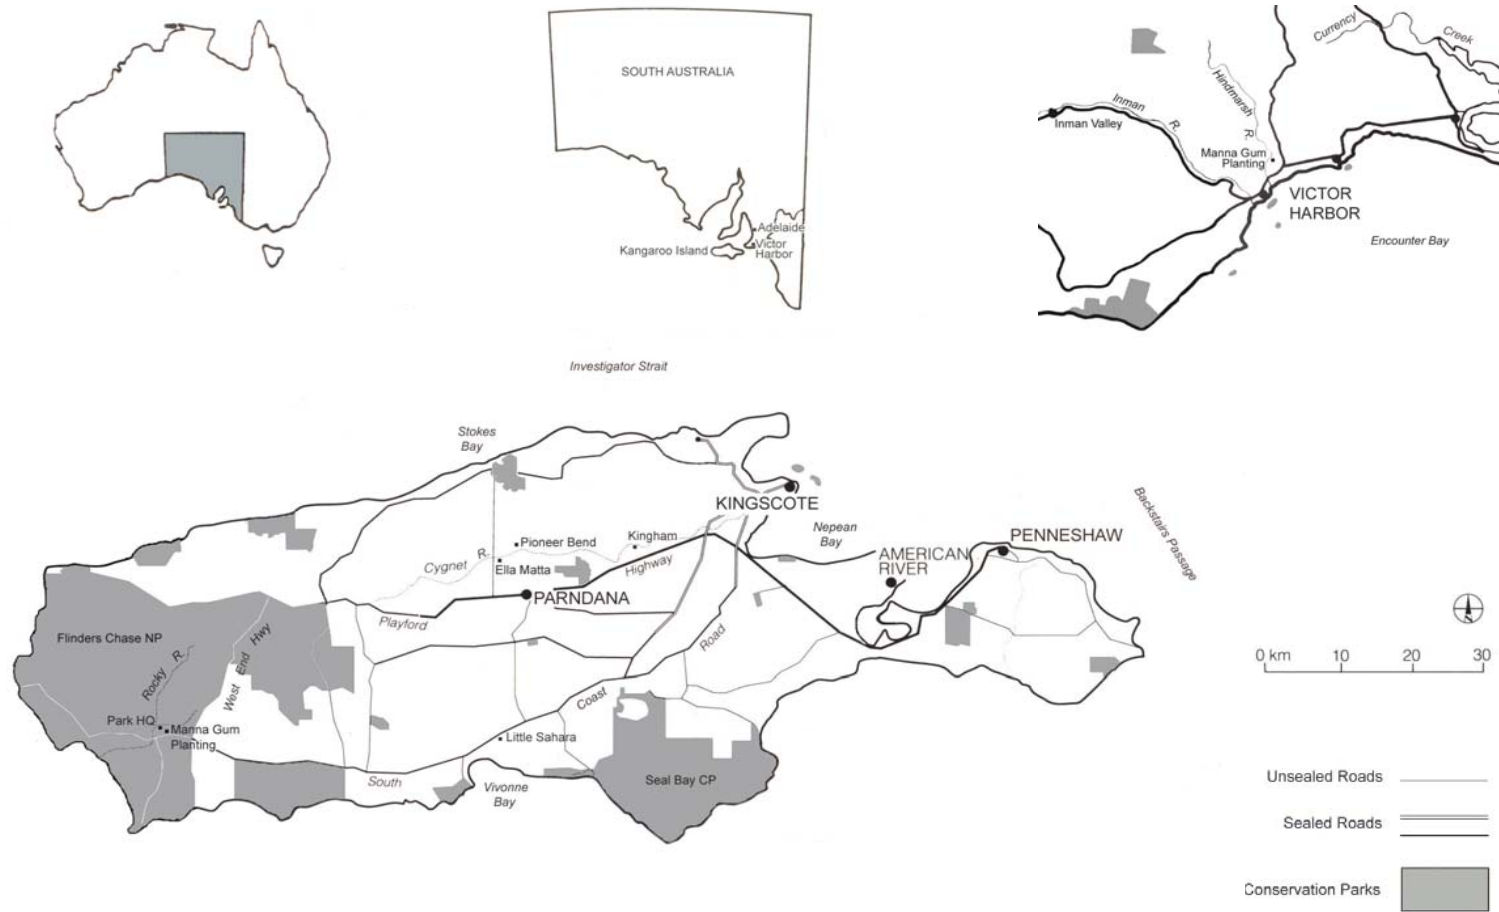 SOUTH AUSTRALIA
Adelaide
Kangaroo Island
Victor
Harbor
Currency
Creek
Hindmarsh
R.
Inman
R.
Inman Valley
Manna Gum
Planting
VICTOR
HARBOR
Encounter Bay
Investigator Strait
Stokes
Bay
KINGSCOTE
Nepean
Bay
Backstairs Passage
PENNESHAW
AMERICAN
RIVER
Pioneer Bend
Kingham
Cygnet
R.
Ella Matta
Highway
PARNDANA
Playford
Flinders Chase NP
Rocky
R.
West
End
Hwy
Road
Coast
Park HQ
Manna Gum
Planting
Little Sahara
South
Vivonne
Bay
Seal Bay CP
S
0 km
10
20
30
Unsealed Roads
Sealed Roads
Conservation Parks